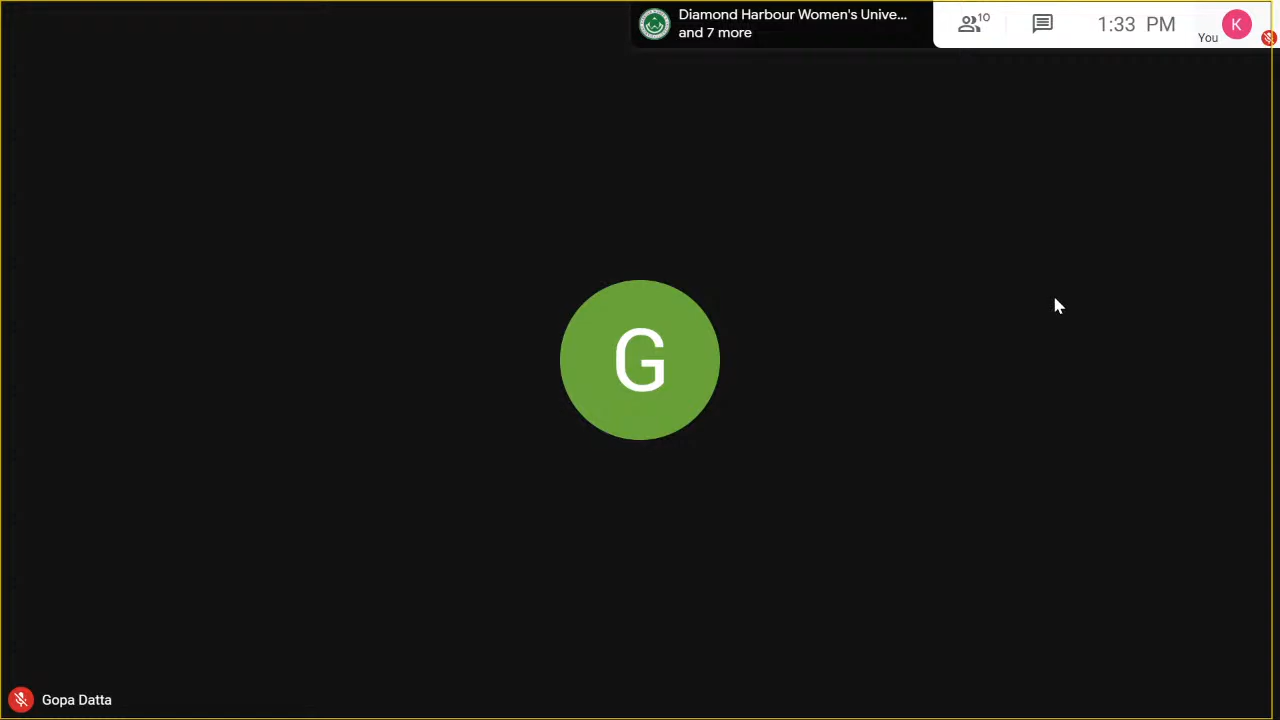 Diamond Harbour Women's Unive...
and 7 more
10
1:33 PM
You
K
G
Gopa Datta